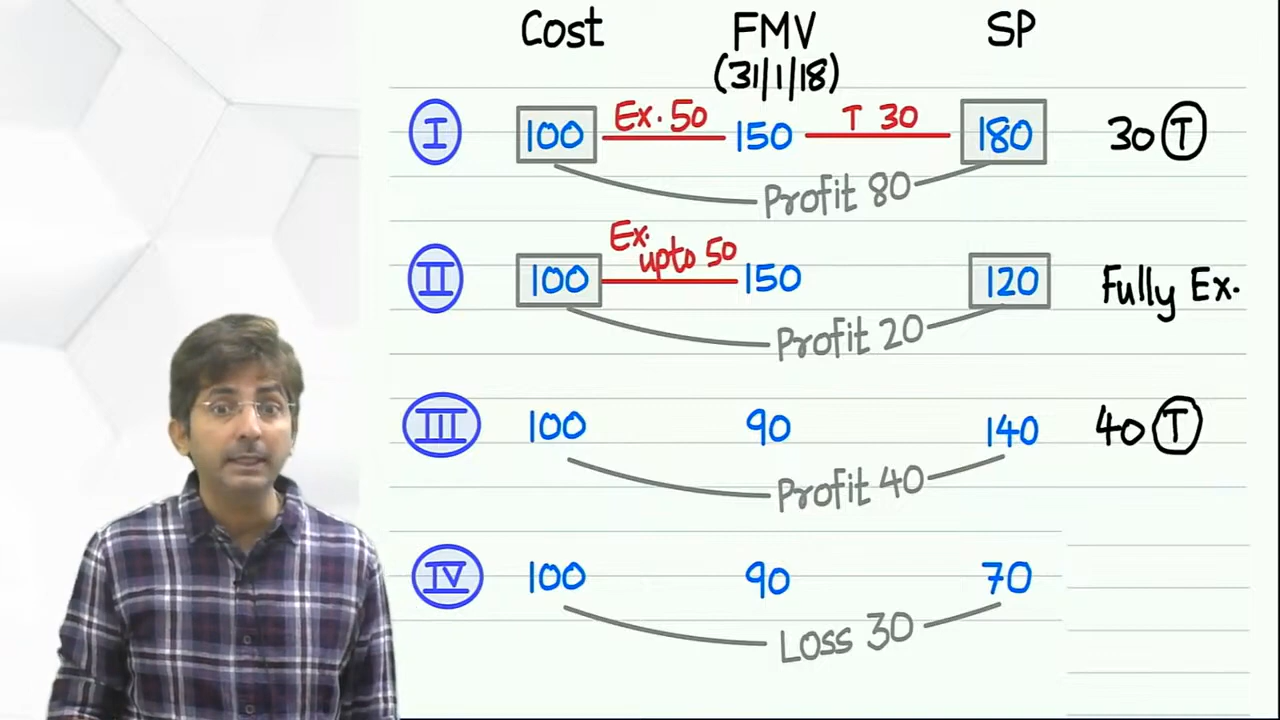 Cost FMV SP
(31/1/18)
I 100 Ex. 50 150 T 30 180 30 T
Profit 80
II 100 Ex. upto 50 150 120 Fully Ex.
Profit 20
III 100 90 140 40 T
Profit 40
IV 100 90 70
Loss 30